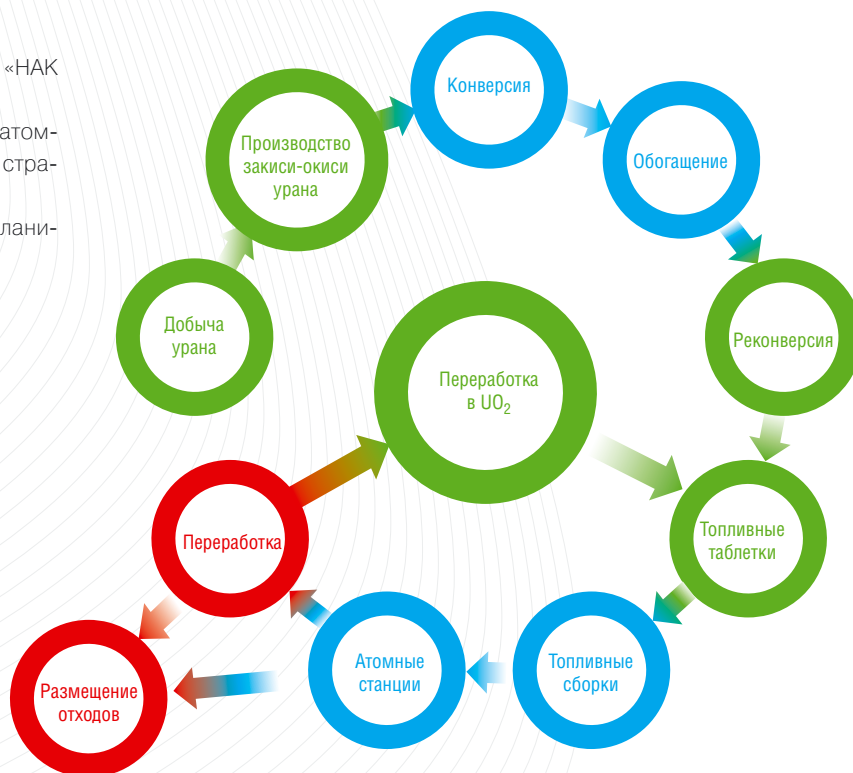 «НАК
атом-
стра-
лани-
Конверсия
Производство
закиси-окиси
урана
Обогащение
Добыча
урана
Реконверсия
Переработка
в UO₂
Топливные
таблетки
Переработка
Топливные
сборки
Атомные
станции
Размещение
отходов